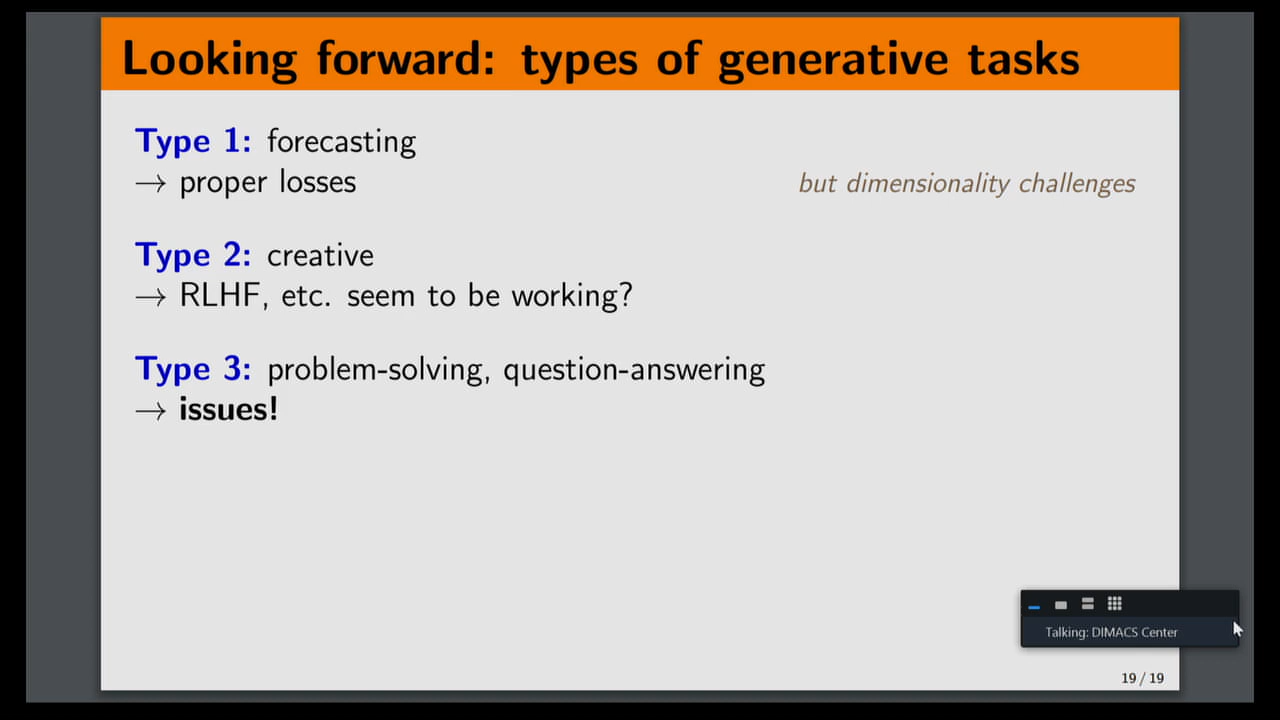 Looking forward: types of generative tasks
Type 1: forecasting
→ proper losses
but dimensionality challenges
Type 2: creative
→ RLHF, etc. seem to be working?
Type 3: problem-solving, question-answering
→ issues!
Talking: DIMACS Center
19 / 19